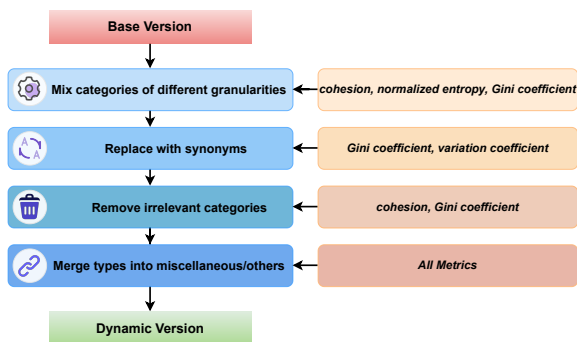 Base Version
Mix categories of different granularities
cohesion, normalized entropy, Gini coefficient
A
A
Replace with synonyms
Gini coefficient, variation coefficient
Remove irrelevant categories
cohesion, Gini coefficient
Merge types into miscellaneous/others
All Metrics
Dynamic Version